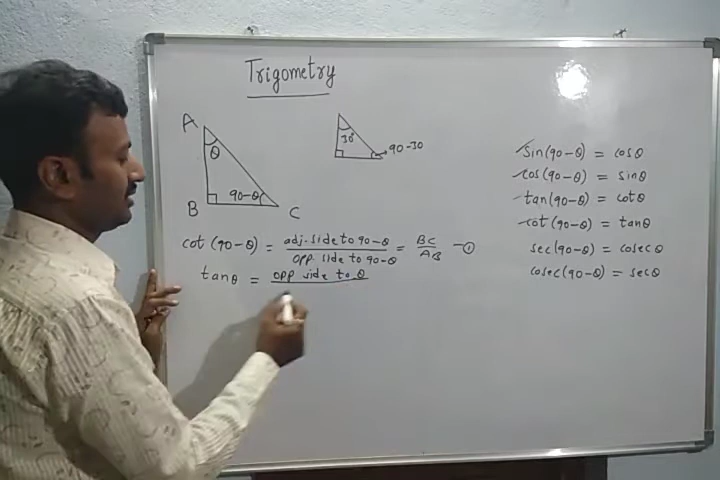 Trigometry
A
θ
B
90-θ
C
30°
90-30
cot (90-θ) = adj. side to 90-θ / opp. side to 90-θ = BC / AB —①
tanθ = opp side to θ
sin(90-θ) = cosθ
cos(90-θ) = sinθ
tan(90-θ) = cotθ
cot(90-θ) = tanθ
sec(90-θ) = cosecθ
cosec(90-θ) = secθ